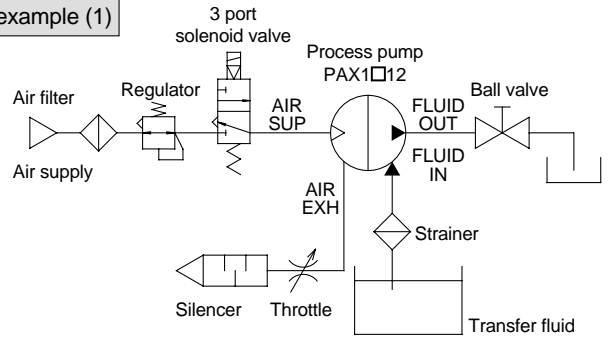 example (1)
3 port
solenoid valve
Process pump
PAX1□12
Air filter
Regulator
AIR
SUP
FLUID
OUT
Ball valve
Air supply
FLUID
IN
AIR
EXH
Strainer
Silencer
Throttle
Transfer fluid